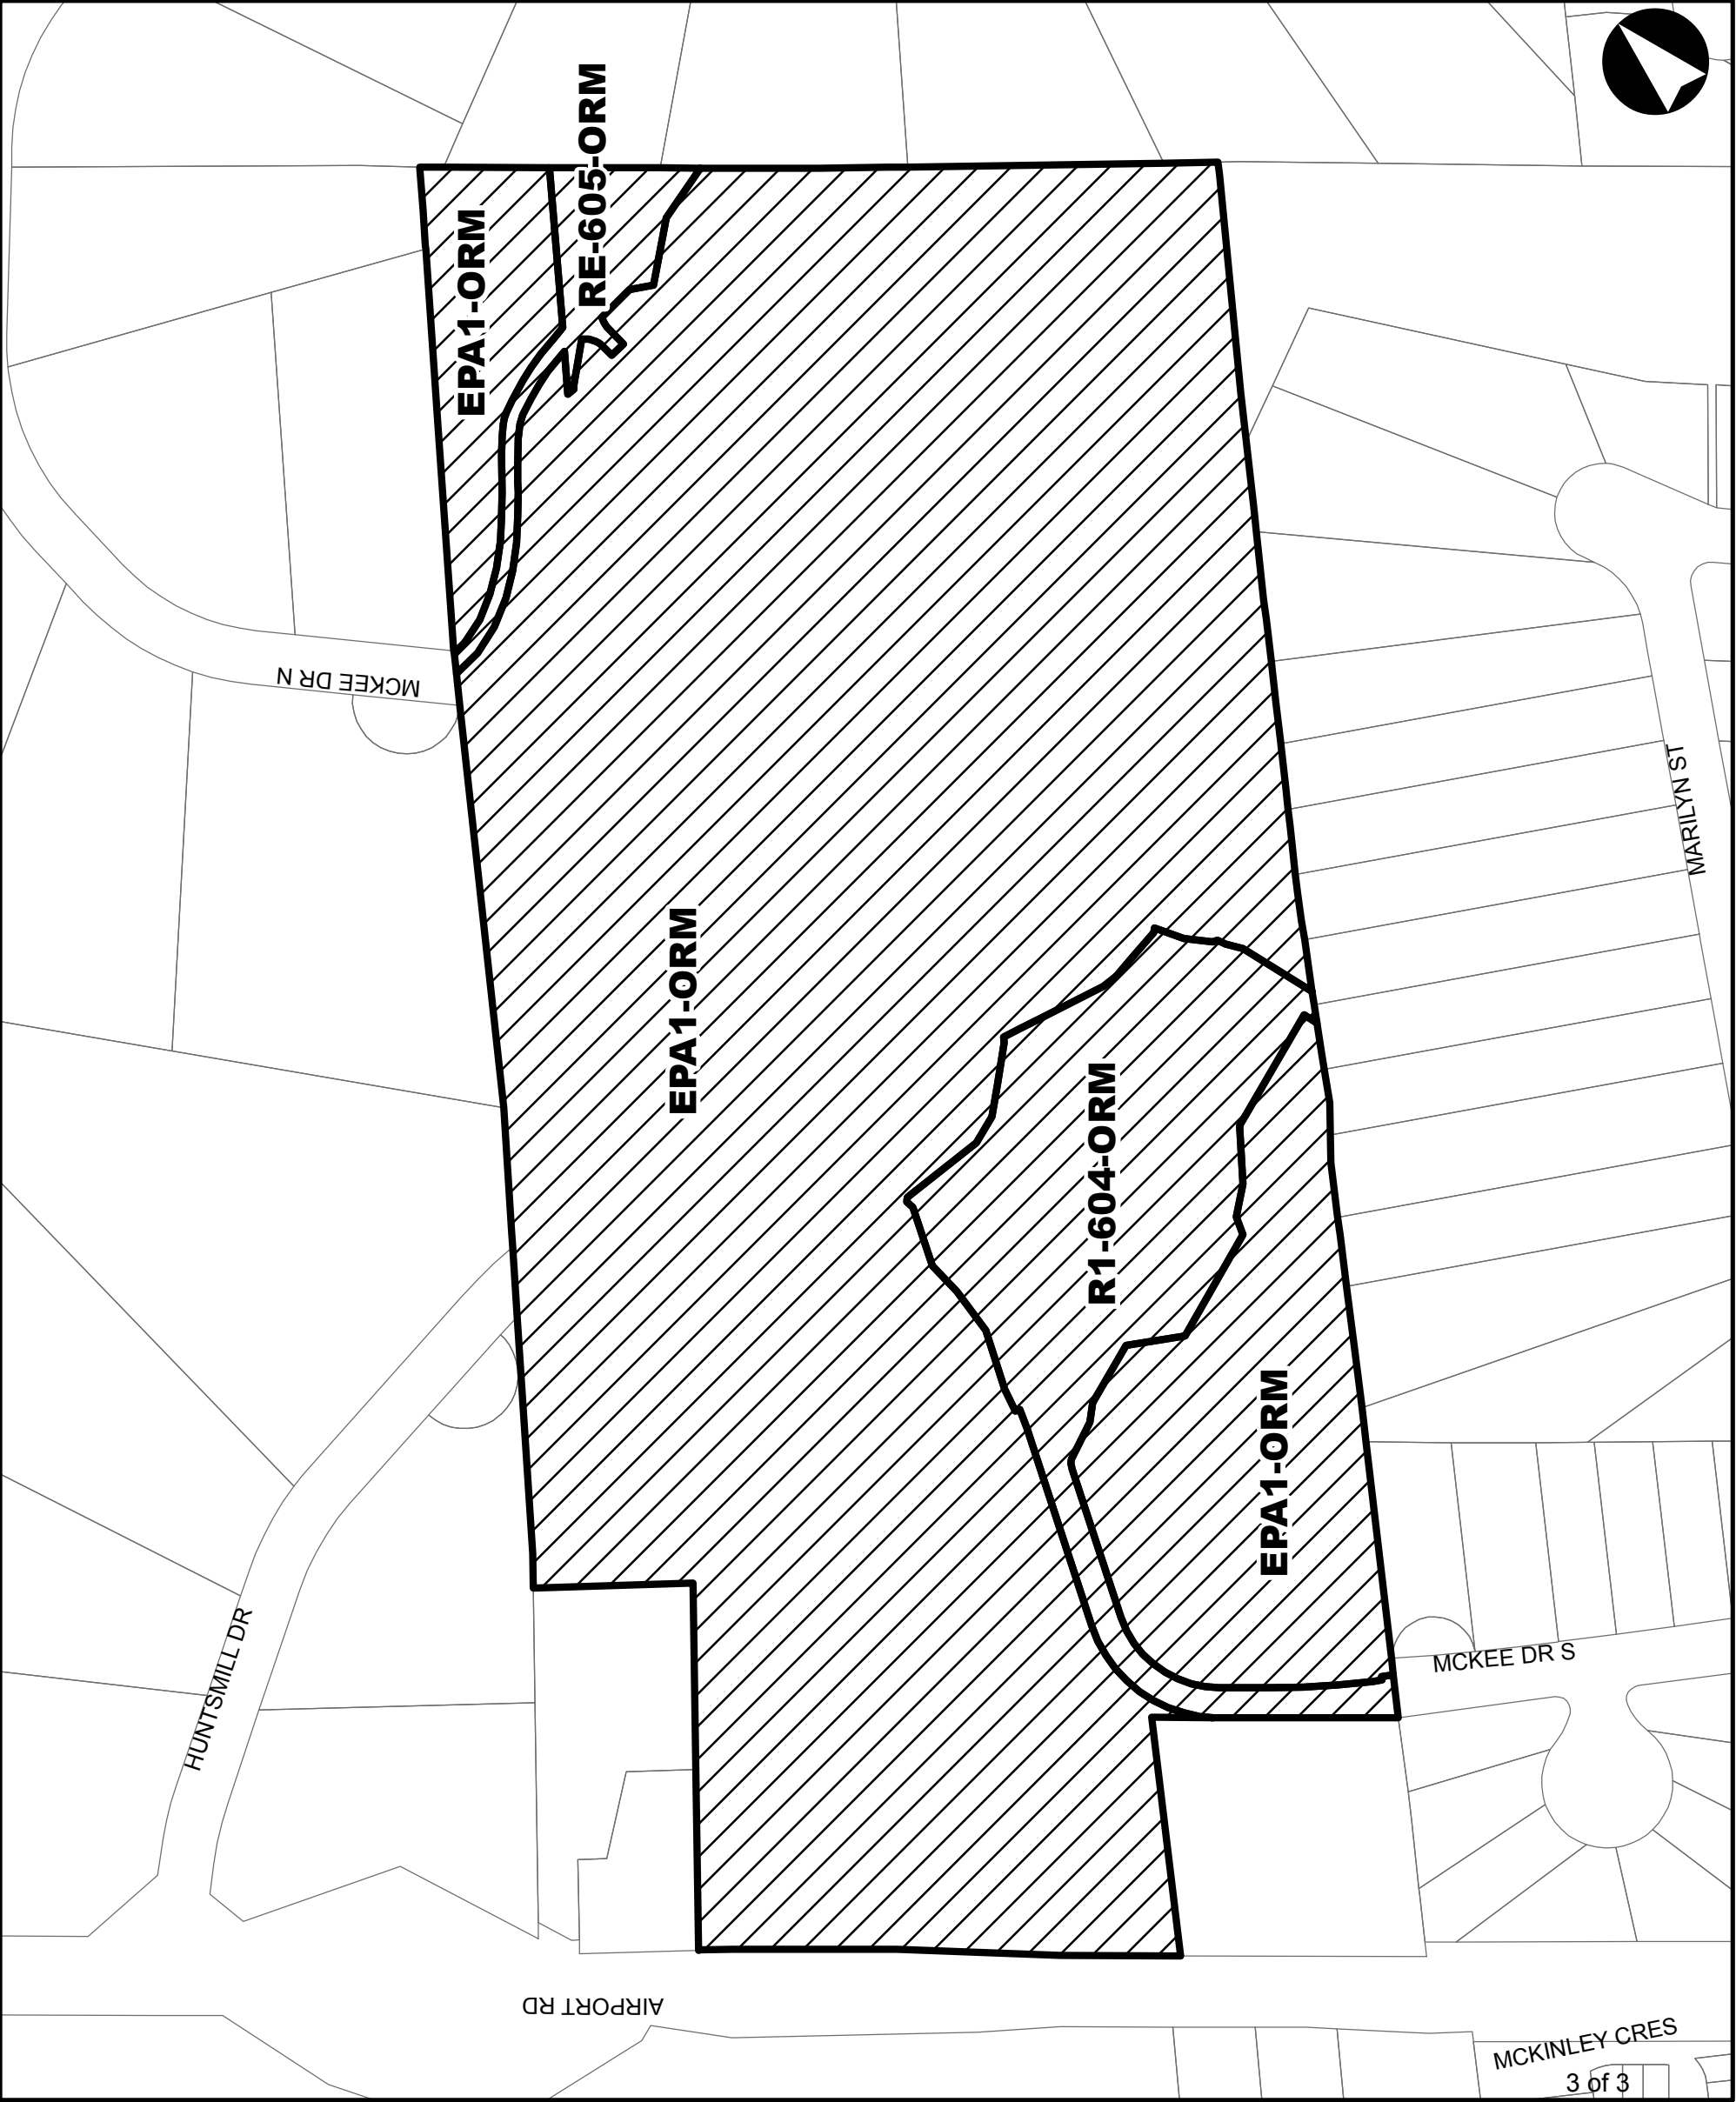 RE-605-ORM
EPA1-ORM
MCKEE DR N
MARILYN ST
EPA1-ORM
R1-604-ORM
EPA1-ORM
HUNTSMILL DR
MCKEE DR S
AIRPORT RD
MCKINLEY CRES
3 of 3